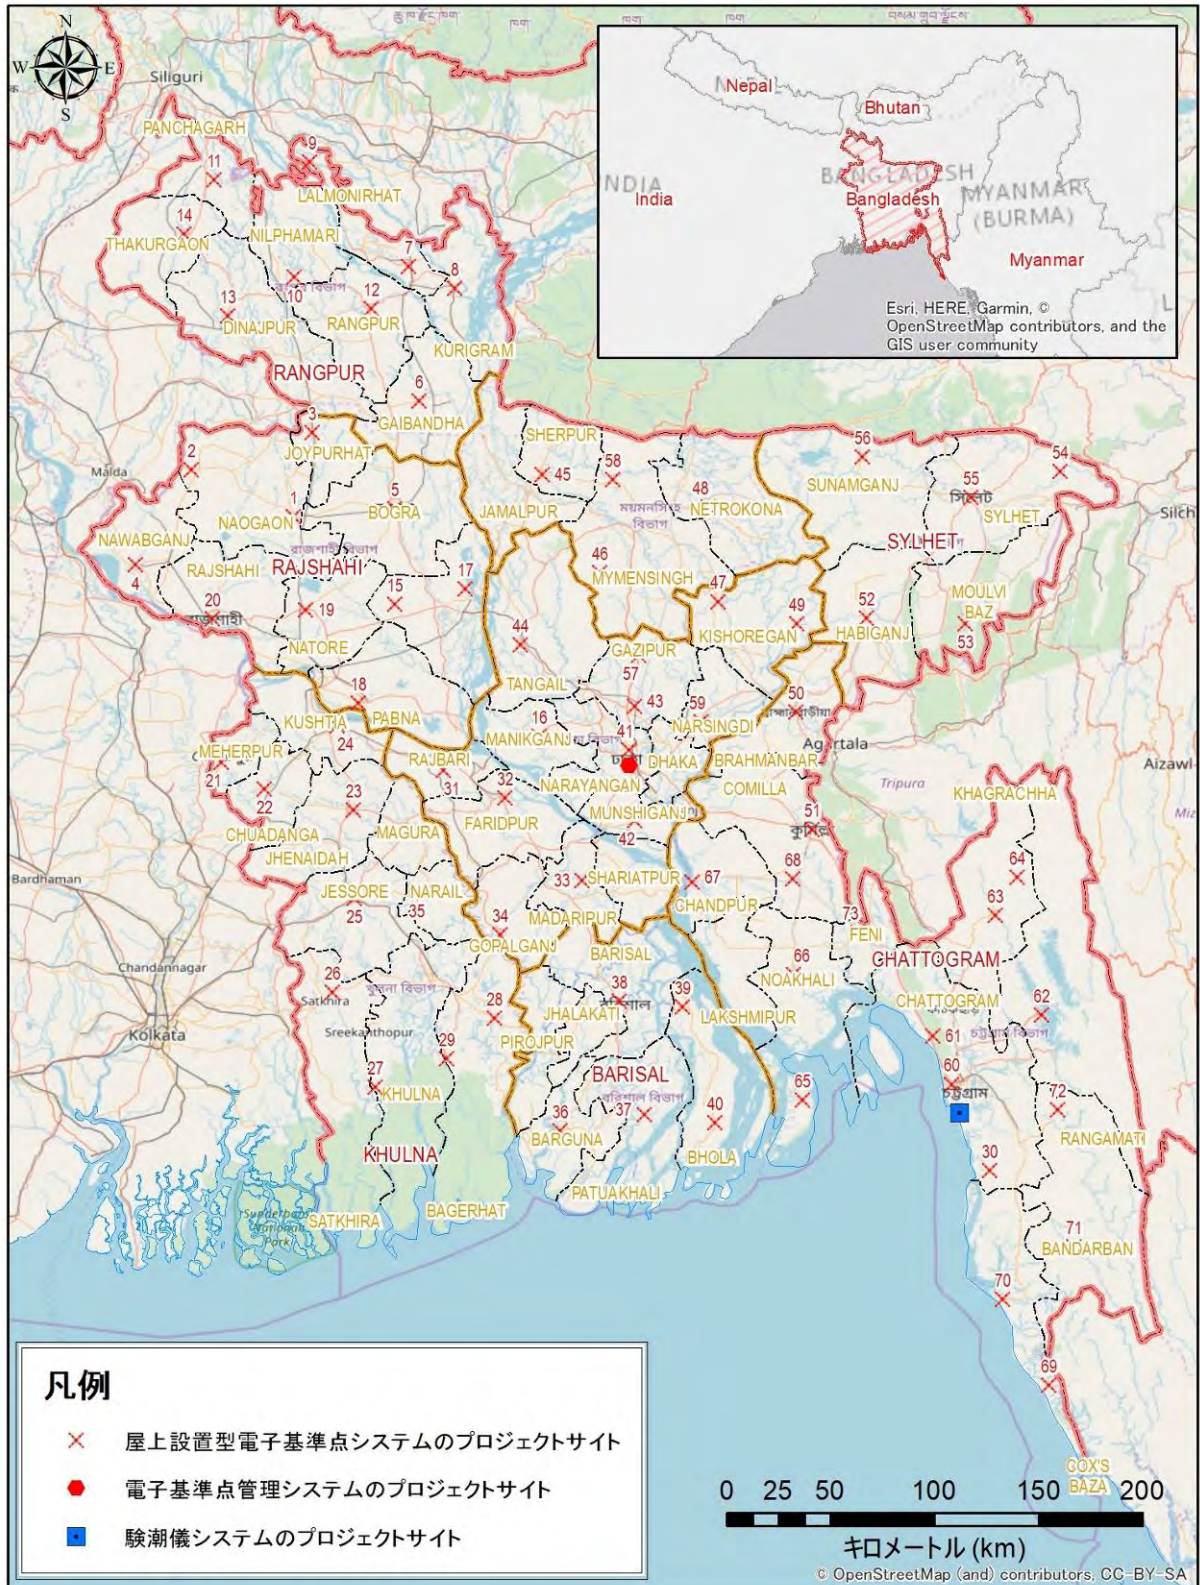 N
W
E
S
Siliguri
PANCHAGARH
9
11
LALMONIRHAT
14
NILPHAMARI
THAKURGAON
7
8
13
10
12
DINAJPUR
RANGPUR
KURIGRAM
RANGPUR
6
GAIBANDHA
Nepal
Bhutan
BANGLADESH
Bangladesh
INDIA
India
MYANMAR
(BURMA)
Myanmar
Esri, HERE, Garmin, ©
OpenStreetMap contributors, and the
GIS user community
3
JOYPURHAT
2
Malda
SHERPUR
45
58
56
54
SUNAMGANJ
55
সিলেট
SYLHET
Silch
1
5
BOGRA
JAMALPUR
48
NETROKONA
ময়মনসিংহ
বিভাগ
NAOGAON
NAWABGANJ
রাজশাহী বিভাগ
RAJSHAHI
RAJSHAHI
SYLHET
4
20
19
15
17
46
MYMENSINGH
47
49
KISHOREGAN
52
HABIGANJ
MOULVI
BAZ
53
NATORE
44
GAZIPUR
TANGAIL
57
18
KUSHTIA
PABNA
16
43
59
50
24
MANIKGANJ
41
NARSINGDI
Agartala
MEHERPUR
21
RAJBARI
DHAKA
BRAHMANBAR
Aizawl
22
23
31
32
NARAYANGAN
COMILLA
Tripura
KHAGRACHHA
CHUADANGA
MAGURA
FARIDPUR
MUNSHIGANJ
51
JHENAIDAH
42
Bardhaman
JESSORE
NARAIL
33
SHARIATPUR
67
68
64
25
35
34
MADARIPUR
CHANDPUR
73
63
FENI
GOPALGANJ
BARISAL
CHATTOGRAM
Chandannagar
26
Satkhira
খুলনা বিভাগ
66
NOAKHALI
38
39
CHATTOGRAM
62
Kolkata
Sreekanthopur
28
JHALAKATI
LAKSHMIPUR
61
চট্টগ্রাম বিভাগ
29
PIROJPUR
27
KHULNA
BARISAL
60
চট্টগ্রাম
বরিশাল বিভাগ
36
37
40
65
72
BARGUNA
RANGAMATI
KHULNA
BHOLA
30
PATUAKHALI
SATKHIRA
BAGERHAT
Sunderban
National
Park
71
BANDARBAN
70
69
COX'S
BAZA
凡例
屋上設置型電子基準点システムのプロジェクトサイト
電子基準点管理システムのプロジェクトサイト
験潮儀システムのプロジェクトサイト
0 25 50 100 150 200
キロメートル (km)
© OpenStreetMap (and) contributors, CC-BY-SA